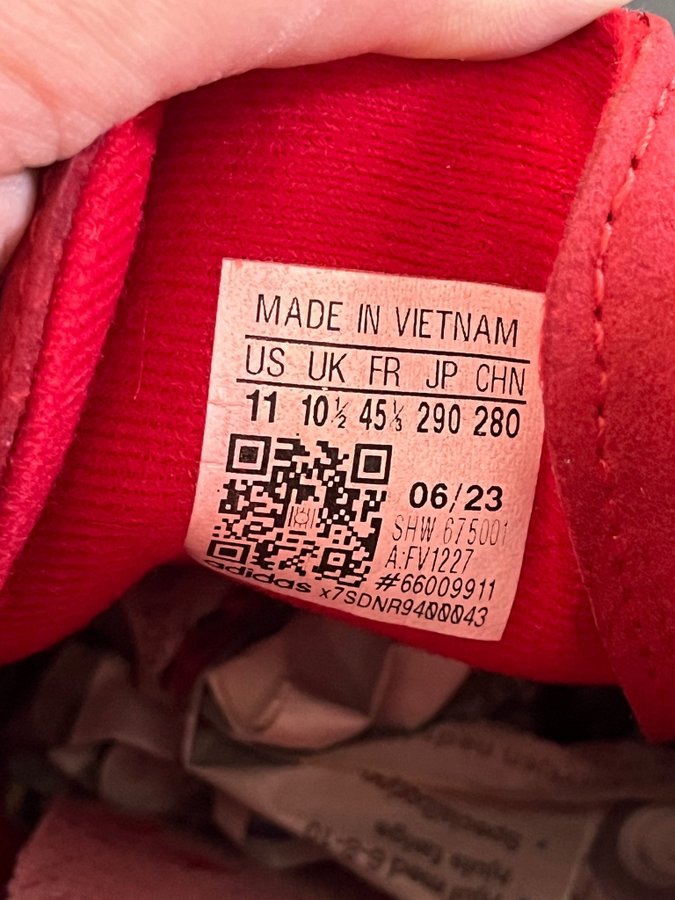 MADE IN VIETNAM
US UK FR JP CHN
11 10½ 45⅓ 290 280
06/23
SHW 675001
A:FV1227
#66009911
adidas x7SDNR9400043